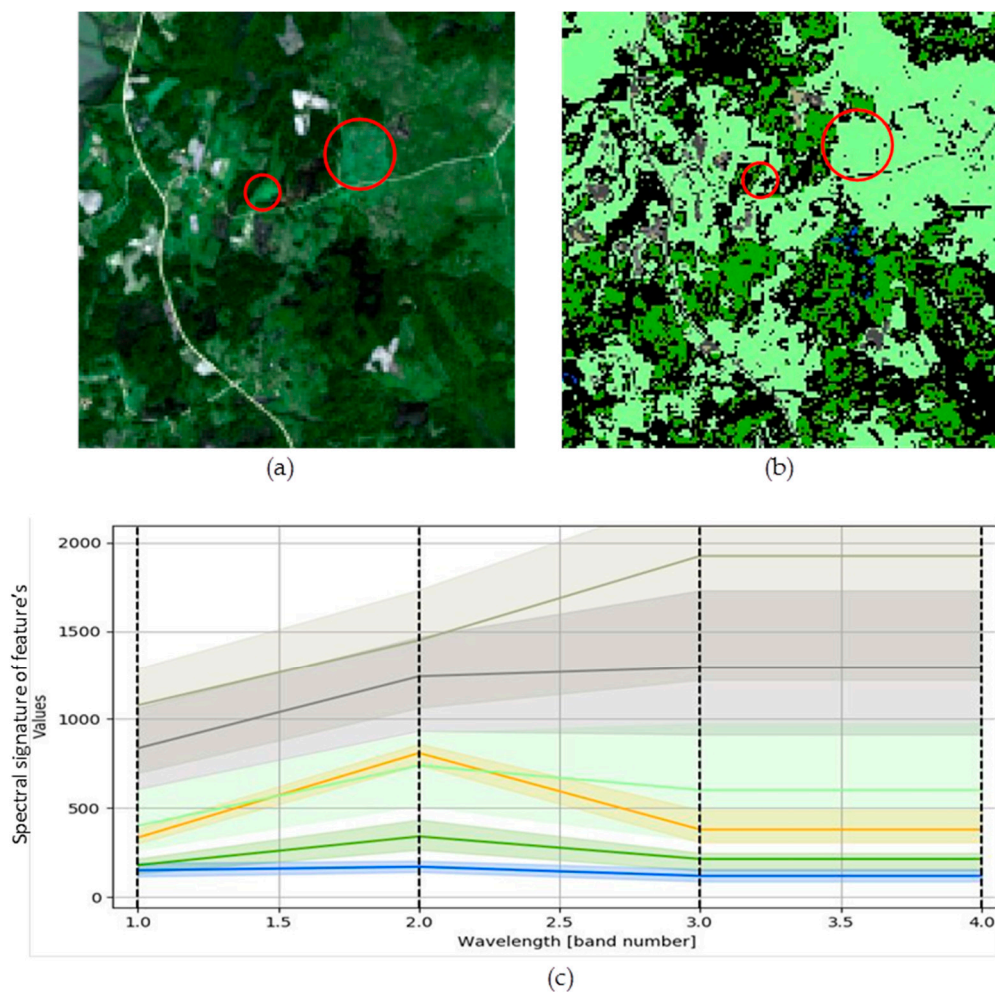 (a)
(b)
Spectral signature of feature's
Values
2000
1500
1000
500
0
1.0 1.5 2.0 2.5 3.0 3.5 4.0
Wavelength [band number]
(c)